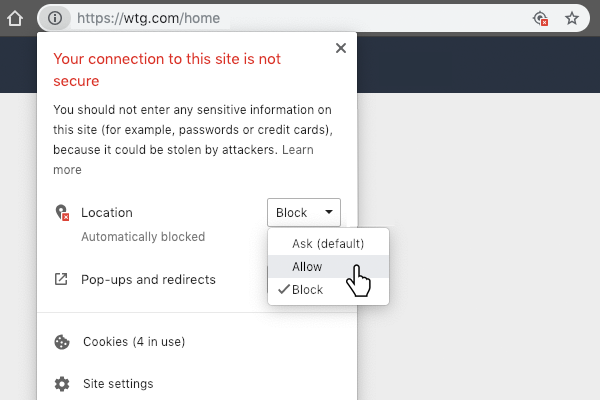 https://wtg.com/home
Your connection to this site is not
secure
You should not enter any sensitive information on
this site (for example, passwords or credit cards),
because it could be stolen by attackers. Learn
more
Location
Block
Automatically blocked
Ask (default)
Allow
Block
Pop-ups and redirects
Cookies (4 in use)
Site settings